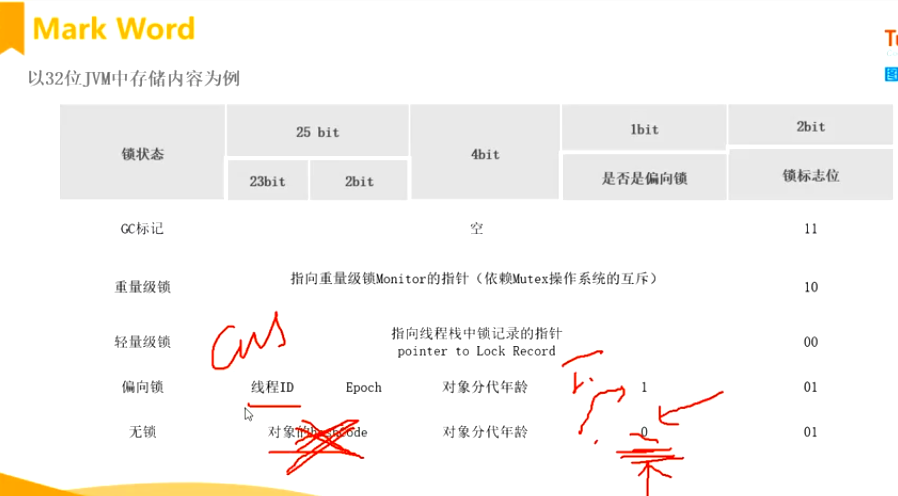 Mark Word
以32位JVM中存储内容为例
锁状态 25 bit 4bit 1bit 2bit
23bit 2bit 是否是偏向锁 锁标志位
GC标记 空 11
重量级锁 指向重量级锁Monitor的指针（依赖Mutex操作系统的互斥） 10
轻量级锁 指向线程栈中锁记录的指针 00
pointer to Lock Record
偏向锁 线程ID Epoch 对象分代年龄 1 01
无锁 对象的 对象分代年龄 0 01
图